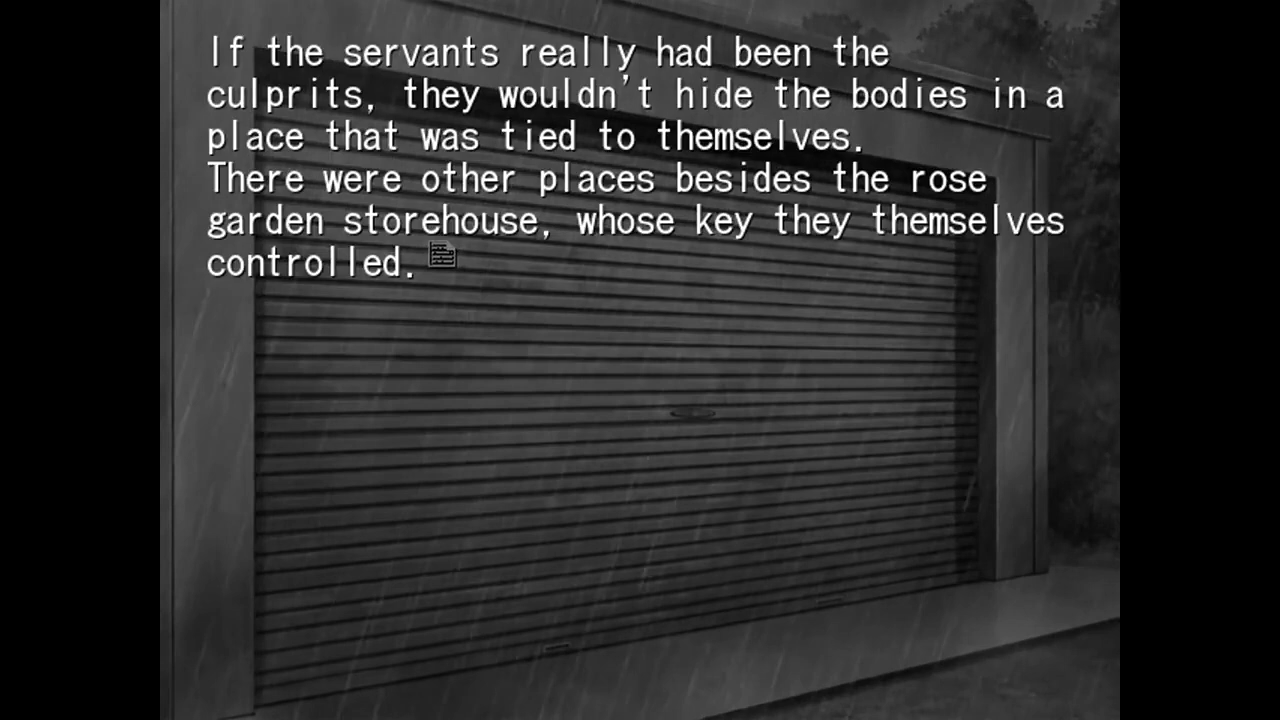 If the servants really had been the
culprits, they wouldn't hide the bodies in a
place that was tied to themselves.
There were other places besides the rose
garden storehouse, whose key they themselves
controlled.